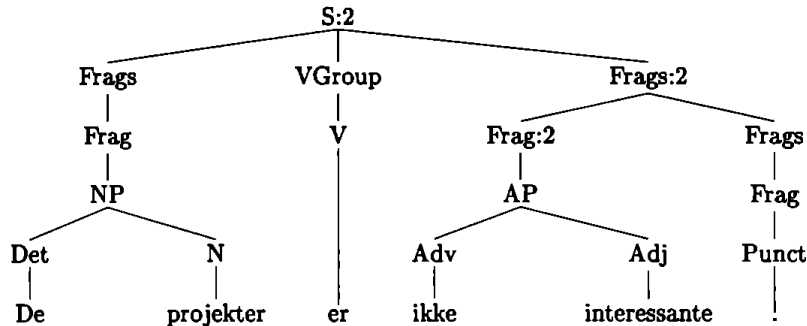 S:2
Frags VGroup Frags:2
Frag V Frag:2 Frags
NP AP Frag
Det N Adv Adj Punct
De projekter er ikke interessante .